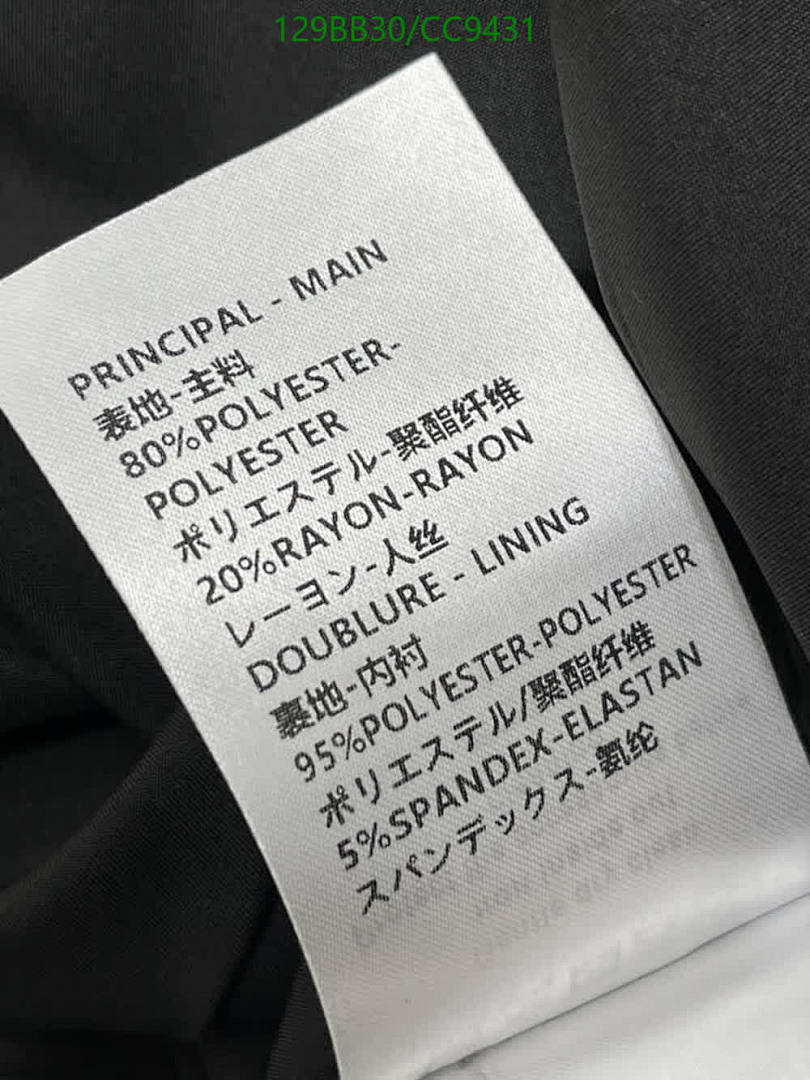 129BB30/CC9431
PRINCIPAL - MAIN
表地-主料
80%POLYESTER-
POLYESTER
ポリエステル-聚酯纤维
20%RAYON-RAYON
レーヨン-人丝
DOUBLURE - LINING
裏地-内衬
95%POLYESTER-POLYESTER
ポリエステル/聚酯纤维
5%SPANDEX-ELASTAN
スパンデックス-氨纶